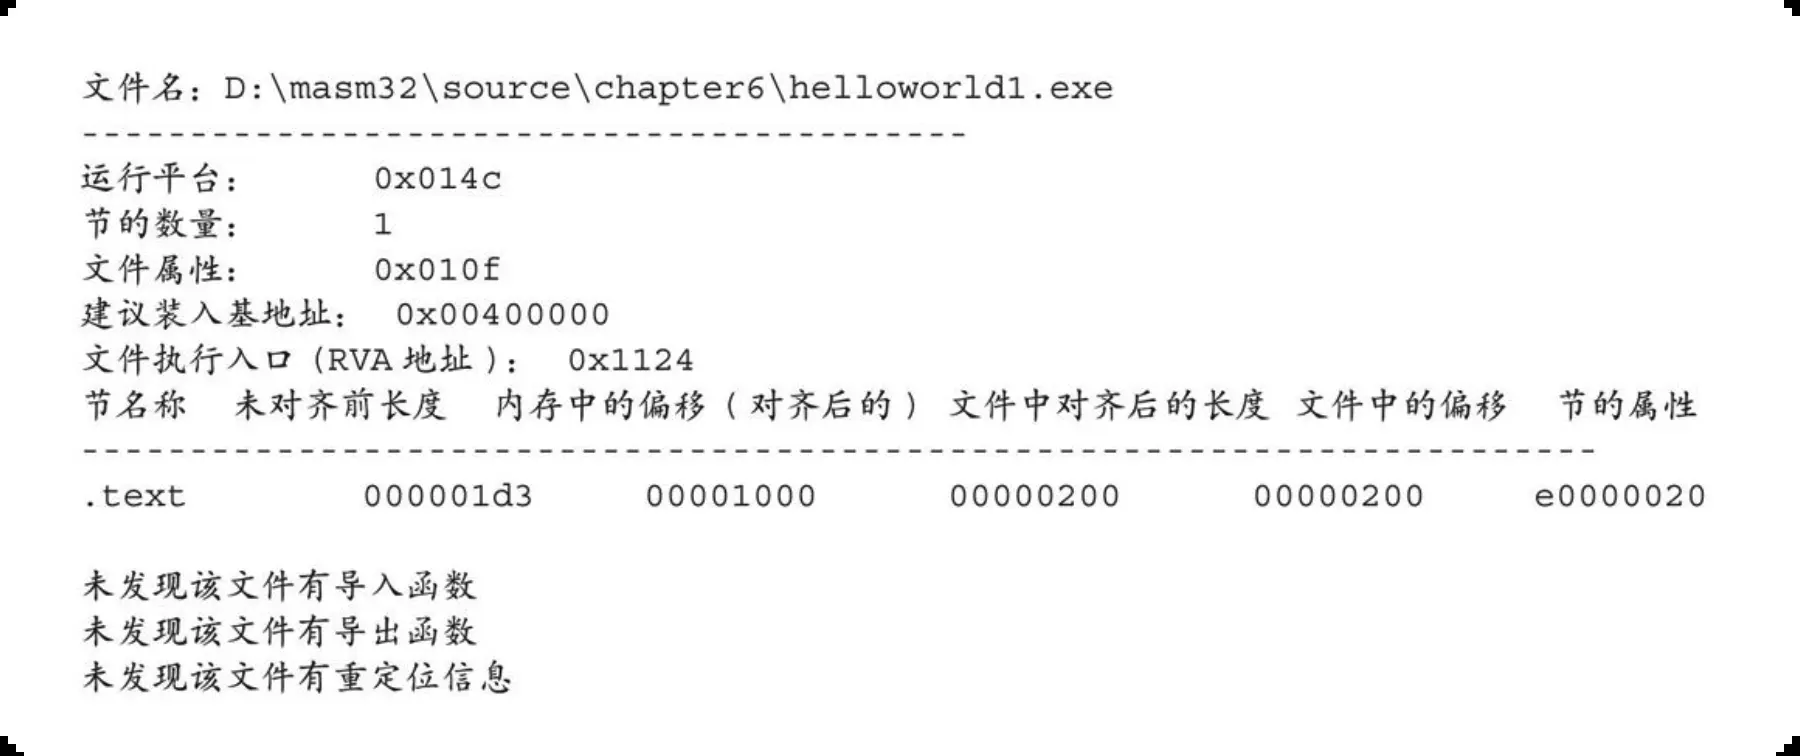 文件名：D:\masm32\source\chapter6\helloworld1.exe
-------------------------------------------------
运行平台：      0x014c
节的数量：      1
文件属性：      0x010f
建议装入基地址：  0x00400000
文件执行入口(RVA 地址)：  0x1124
节名称  未对齐前长度  内存中的偏移(对齐后的) 文件中对齐后的长度 文件中的偏移  节的属性
------------------------------------------------------------------------------------
.text         000001d3      00001000       00000200       00000200      e0000020
未发现该文件有导入函数
未发现该文件有导出函数
未发现该文件有重定位信息